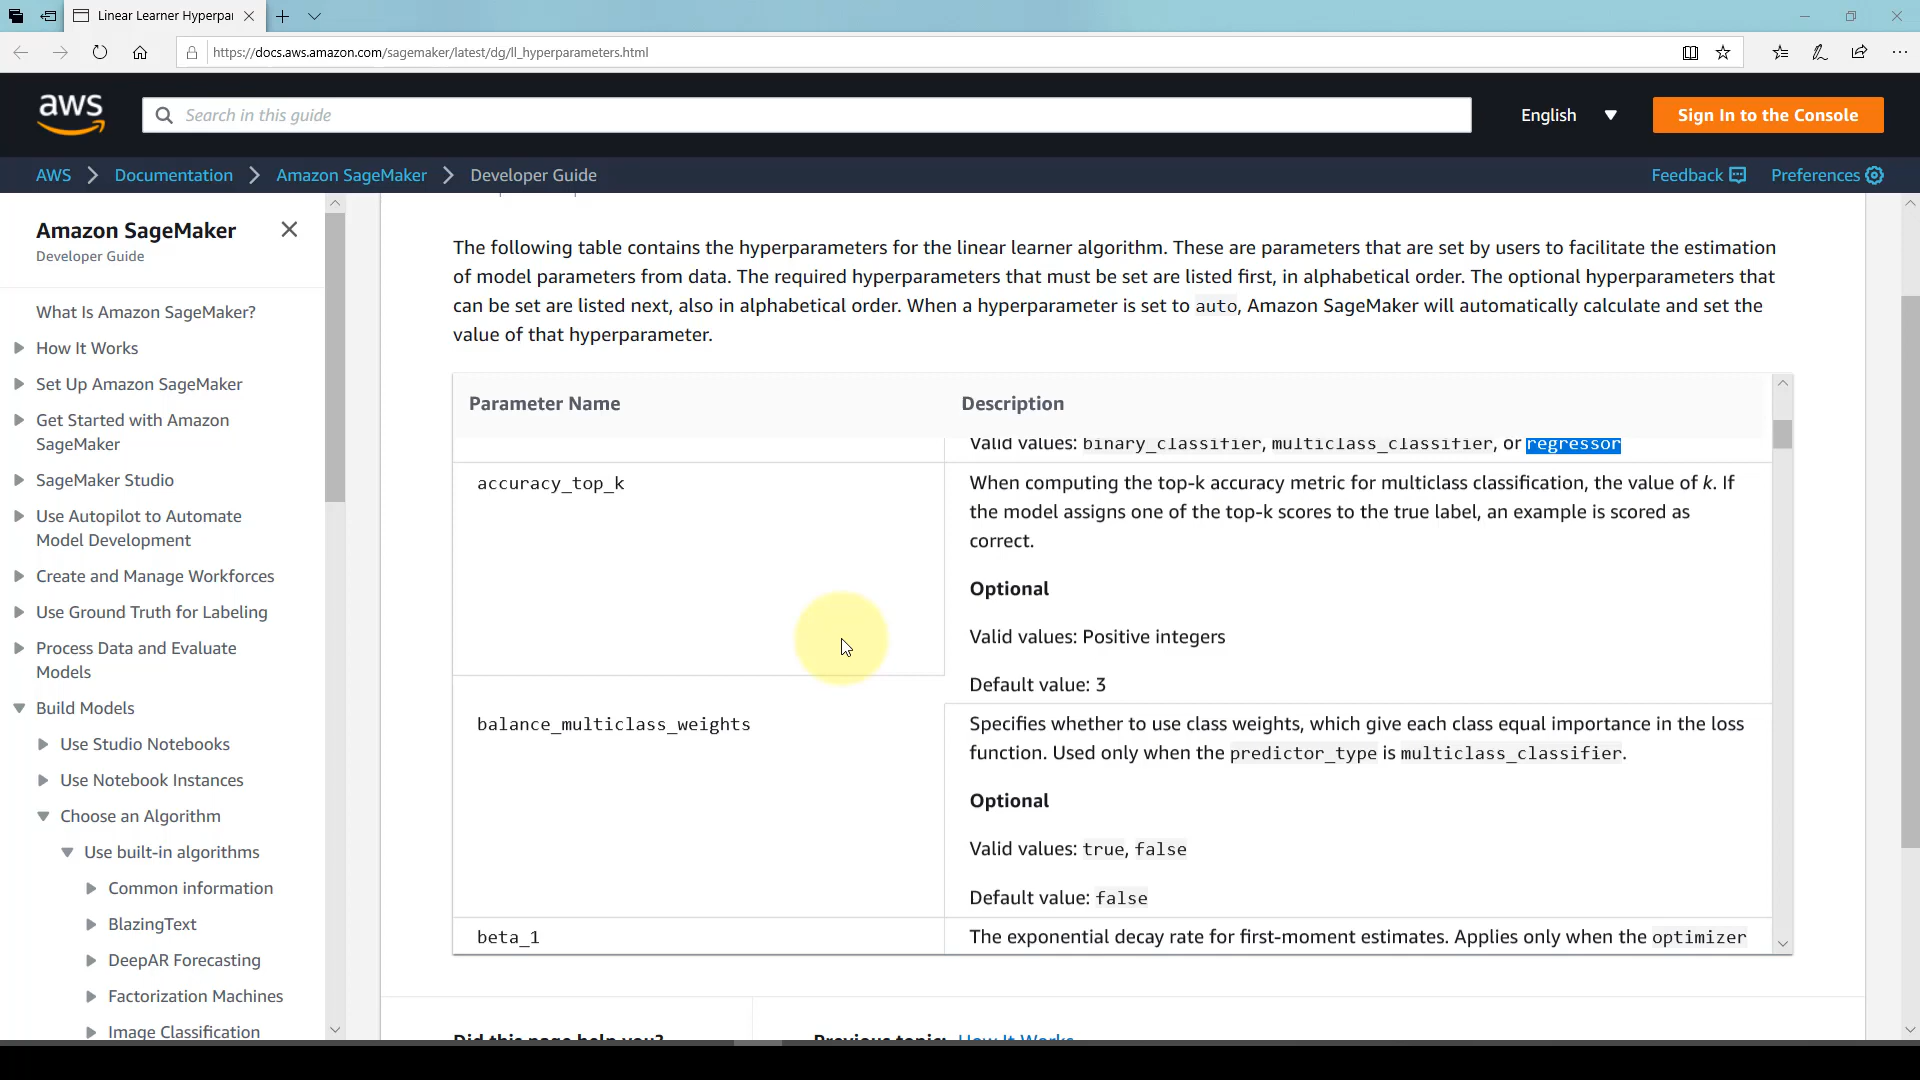 Linear Learner Hyperpar
https://docs.aws.amazon.com/sagemaker/latest/dg/ll_hyperparameters.html
aws
Search in this guide
English
Sign In to the Console
AWS
Documentation
Amazon SageMaker
Developer Guide
Feedback
Preferences
Amazon SageMaker
Developer Guide
What Is Amazon SageMaker?
How It Works
Set Up Amazon SageMaker
Get Started with Amazon
SageMaker
SageMaker Studio
Use Autopilot to Automate
Model Development
Create and Manage Workforces
Use Ground Truth for Labeling
Process Data and Evaluate
Models
Build Models
Use Studio Notebooks
Use Notebook Instances
Choose an Algorithm
Use built-in algorithms
Common information
BlazingText
DeepAR Forecasting
Factorization Machines
Image Classification
The following table contains the hyperparameters for the linear learner algorithm. These are parameters that are set by users to facilitate the estimation
of model parameters from data. The required hyperparameters that must be set are listed first, in alphabetical order. The optional hyperparameters that
can be set are listed next, also in alphabetical order. When a hyperparameter is set to auto, Amazon SageMaker will automatically calculate and set the
value of that hyperparameter.
Parameter Name
Description
Valid values: binary_classifier, multiclass_classifier, or regressor
accuracy_top_k
When computing the top-k accuracy metric for multiclass classification, the value of k. If
the model assigns one of the top-k scores to the true label, an example is scored as
correct.
Optional
Valid values: Positive integers
Default value: 3
balance_multiclass_weights
Specifies whether to use class weights, which give each class equal importance in the loss
function. Used only when the predictor_type is multiclass_classifier.
Optional
Valid values: true, false
Default value: false
beta_1
The exponential decay rate for first-moment estimates. Applies only when the optimizer
Did this page help you?
Previous topic: How It Works